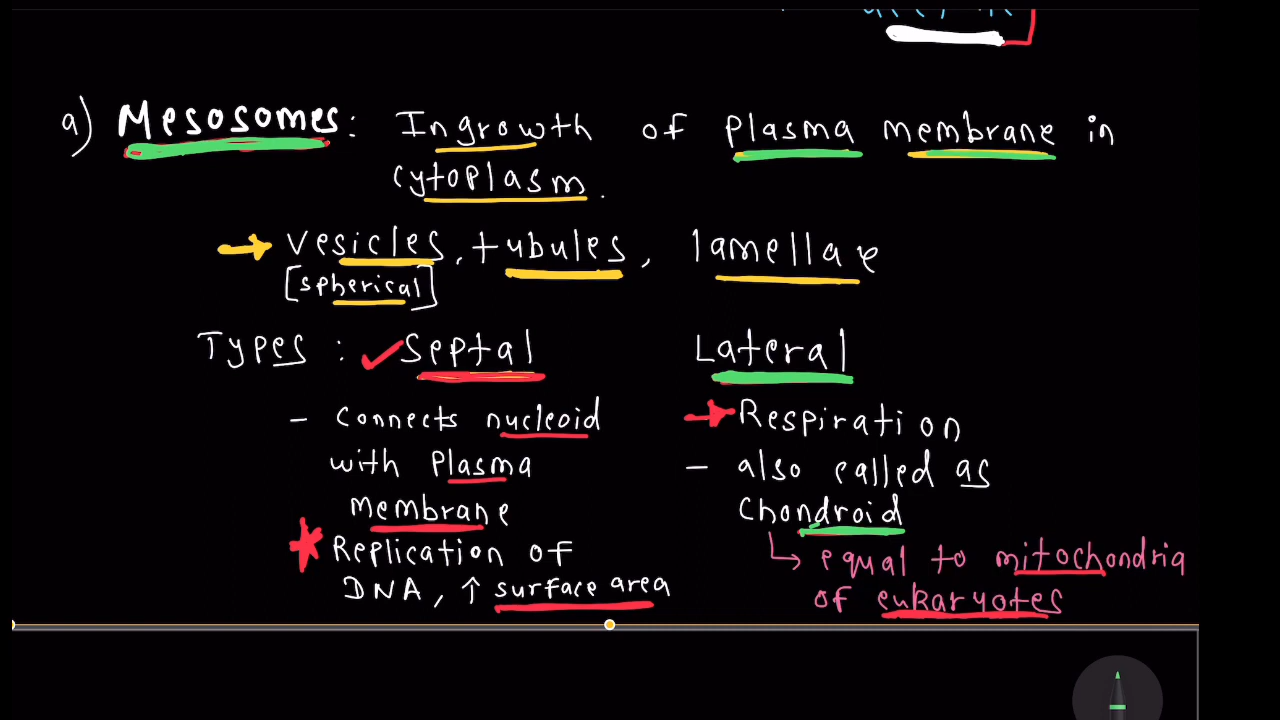 a) Mesosomes: Ingrowth of Plasma membrane in
cytoplasm.
→ vesicles, tubules, lamellae
[spherical]
Types : ✓ Septal
- Connects nucleoid
with Plasma
Membrane
* Replication of
DNA, ↑ surface area
Lateral
→ Respiration
- also called as
Chondroid
↳ equal to mitochondria
of eukaryotes